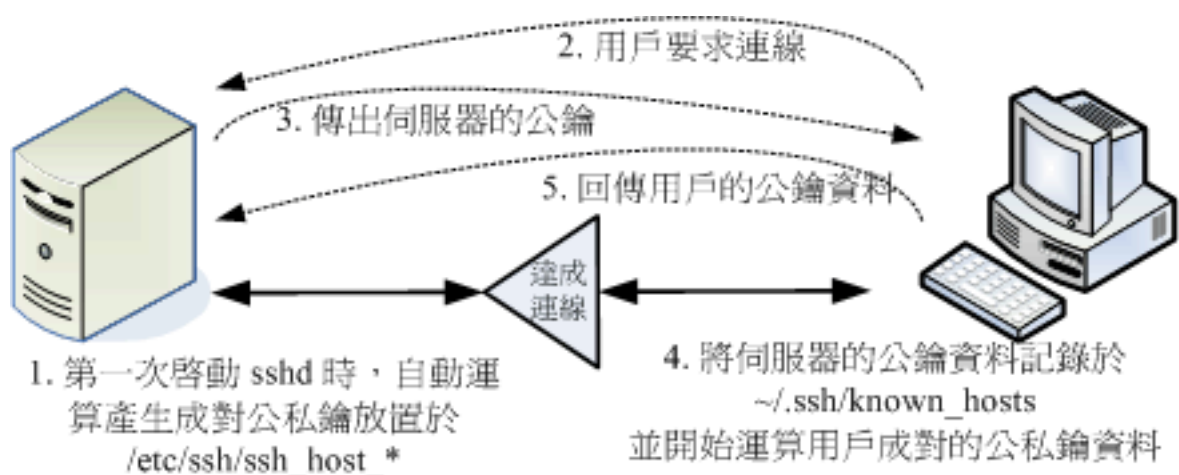 2. 用戶要求連線
3. 傳出伺服器的公鑰
5. 回傳用戶的公鑰資料
達成
連線
1. 第一次啓動 sshd 時，自動運
算產生成對公私鑰放置於
/etc/ssh/ssh_host_*
4. 將伺服器的公鑰資料記錄於
~/.ssh/known_hosts
並開始運算用戶成對的公私鑰資料